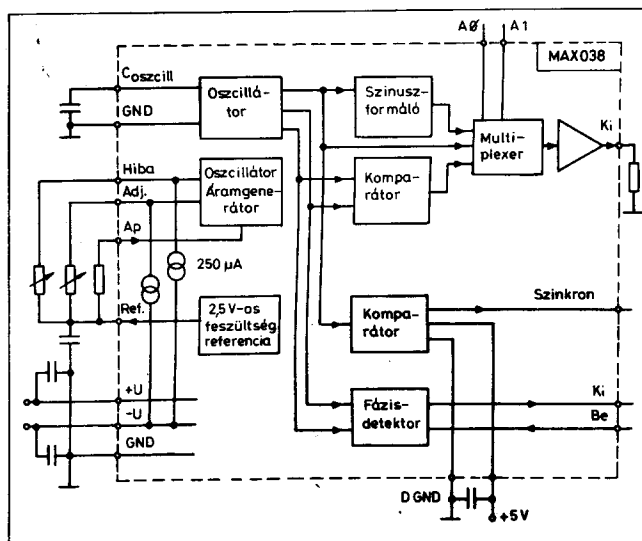 AØ
A1
MAX038
Coszcill
GND
Oszcillá-
tor
Szinusz-
formáló
Multi-
plexer
Ki
Hiba
Adj.
Ap
Oszcillátor
Áramgene-
rátor
Kompa-
rátor
250 µA
Ref.
2,5 V-os
feszültség.
referencia
Kompa-
rátor
Szinkron
+U
-U
GND
Fázis-
detektor
Ki
Be
DGND
+5V